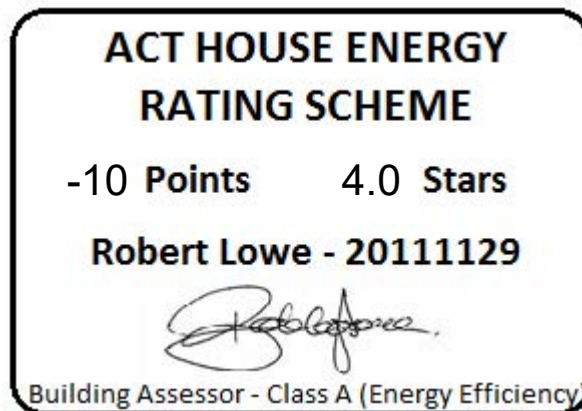 ACT HOUSE ENERGY
RATING SCHEME
-10 Points 4.0 Stars
Robert Lowe - 20111129
Building Assessor - Class A (Energy Efficiency)